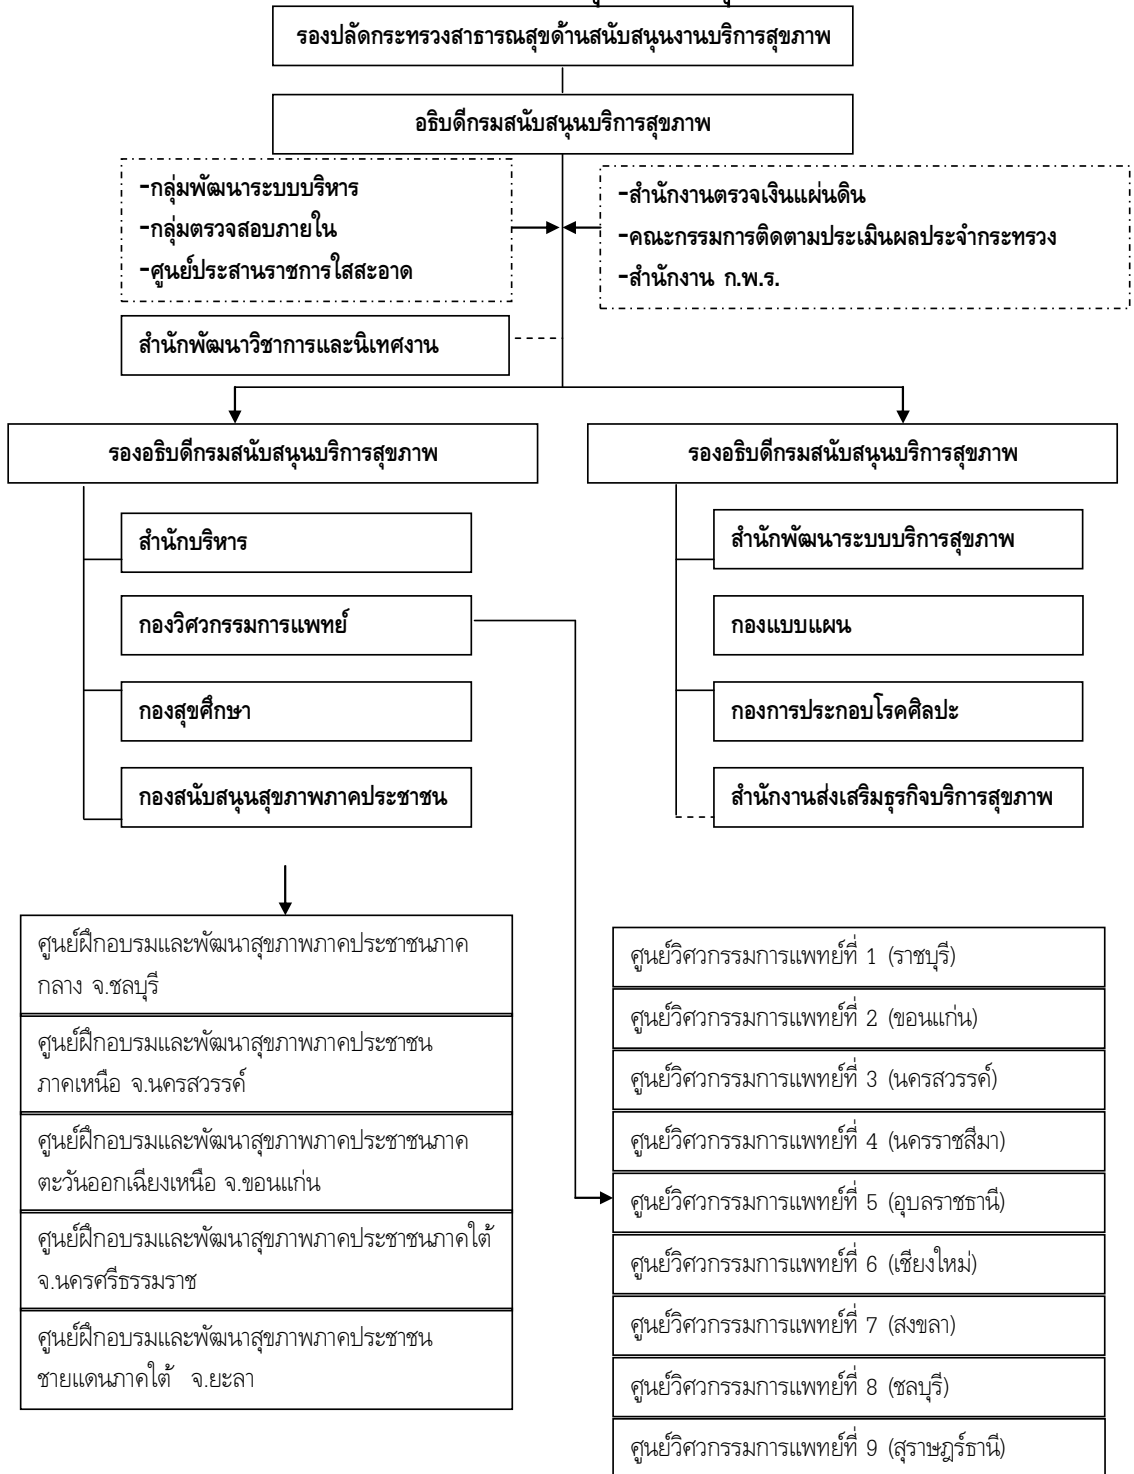 รองปลัดกระทรวงสาธารณสุขด้านสนับสนุนงานบริการสุขภาพ
อธิบดีกรมสนับสนุนบริการสุขภาพ
-กลุ่มพัฒนาระบบบริหาร
-กลุ่มตรวจสอบภายใน
-ศูนย์ประสานราชการใสสะอาด
-สำนักงานตรวจเงินแผ่นดิน
-คณะกรรมการติดตามประเมินผลประจำกระทรวง
-สำนักงาน ก.พ.ร.
สำนักพัฒนาวิชาการและนิเทศงาน
รองอธิบดีกรมสนับสนุนบริการสุขภาพ
สำนักบริหาร
กองวิศวกรรมการแพทย์
กองสุขศึกษา
กองสนับสนุนสุขภาพภาคประชาชน
รองอธิบดีกรมสนับสนุนบริการสุขภาพ
สำนักพัฒนาระบบบริการสุขภาพ
กองแบบแผน
กองการประกอบโรคศิลปะ
สำนักงานส่งเสริมธุรกิจบริการสุขภาพ
ศูนย์ฝึกอบรมและพัฒนาสุขภาพภาคประชาชนภาค
กลาง จ.ชลบุรี
ศูนย์ฝึกอบรมและพัฒนาสุขภาพภาคประชาชน
ภาคเหนือ จ.นครสวรรค์
ศูนย์ฝึกอบรมและพัฒนาสุขภาพภาคประชาชนภาค
ตะวันออกเฉียงเหนือ จ.ขอนแก่น
ศูนย์ฝึกอบรมและพัฒนาสุขภาพภาคประชาชนภาคใต้
จ.นครศรีธรรมราช
ศูนย์ฝึกอบรมและพัฒนาสุขภาพภาคประชาชน
ชายแดนภาคใต้ จ.ยะลา
ศูนย์วิศวกรรมการแพทย์ที่ 1 (ราชบุรี)
ศูนย์วิศวกรรมการแพทย์ที่ 2 (ขอนแก่น)
ศูนย์วิศวกรรมการแพทย์ที่ 3 (นครสวรรค์)
ศูนย์วิศวกรรมการแพทย์ที่ 4 (นครราชสีมา)
ศูนย์วิศวกรรมการแพทย์ที่ 5 (อุบลราชธานี)
ศูนย์วิศวกรรมการแพทย์ที่ 6 (เชียงใหม่)
ศูนย์วิศวกรรมการแพทย์ที่ 7 (สงขลา)
ศูนย์วิศวกรรมการแพทย์ที่ 8 (ชลบุรี)
ศูนย์วิศวกรรมการแพทย์ที่ 9 (สุราษฎร์ธานี)